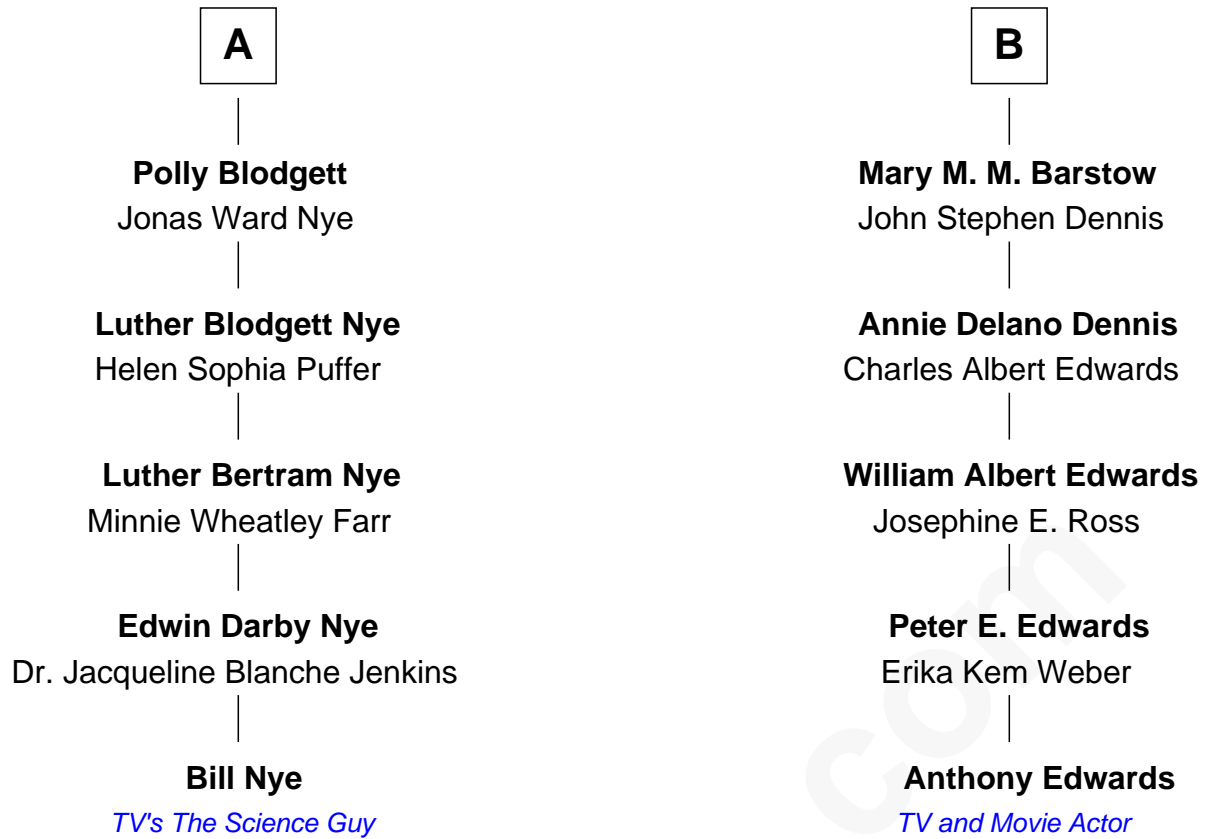 A
Polly Blodgett
Jonas Ward Nye
Luther Blodgett Nye
Helen Sophia Puffer
Luther Bertram Nye
Minnie Wheatley Farr
Edwin Darby Nye
Dr. Jacqueline Blanche Jenkins
Bill Nye
TV's The Science Guy
B
Mary M. M. Barstow
John Stephen Dennis
Annie Delano Dennis
Charles Albert Edwards
William Albert Edwards
Josephine E. Ross
Peter E. Edwards
Erika Kem Weber
Anthony Edwards
TV and Movie Actor
com